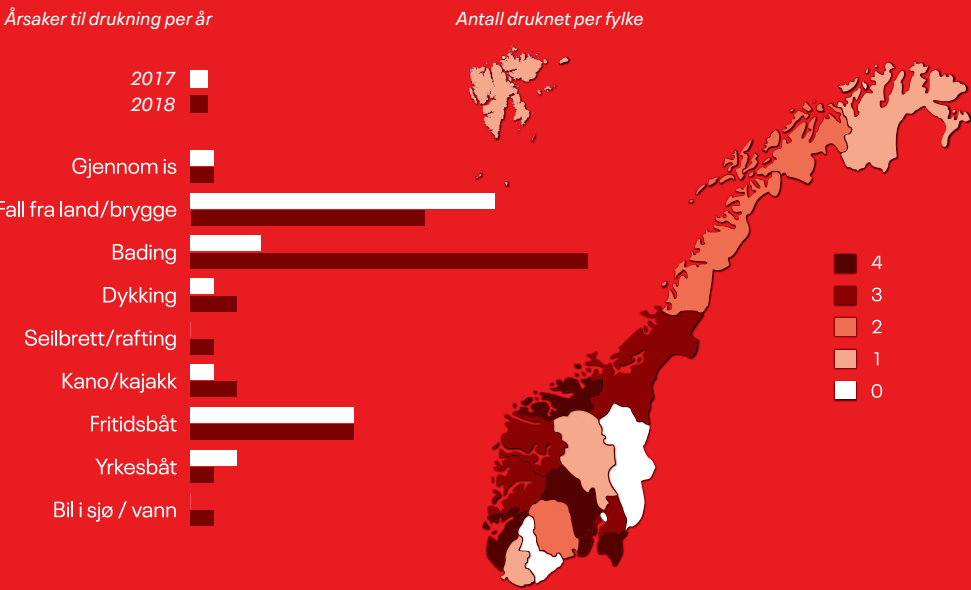 Årsaker til drukning per år
Antall druknet per fylke
2017
2018
Gjennom is
Fall fra land/brygge
Bading
Dykking
Seilbrett/rafting
Kano/kajakk
Fritidsbåt
Yrkesbåt
Bil i sjø / vann
4
3
2
1
0